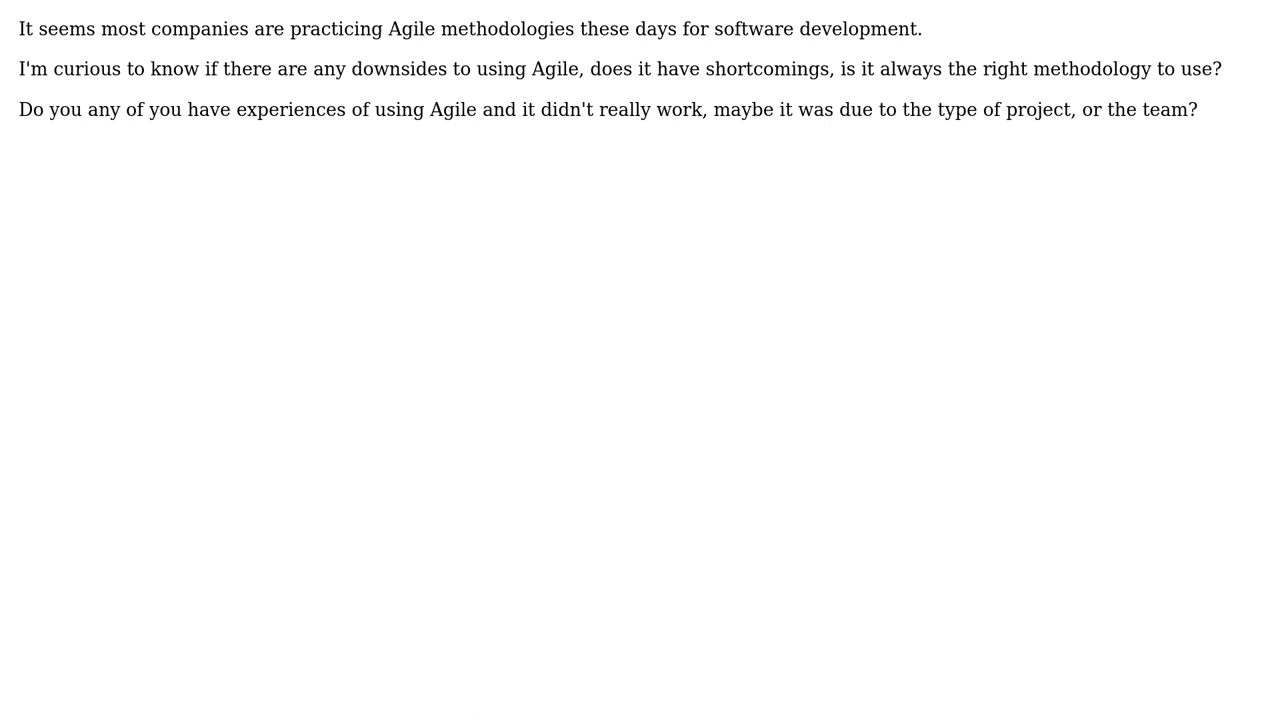 It seems most companies are practicing Agile methodologies these days for software development.
I'm curious to know if there are any downsides to using Agile, does it have shortcomings, is it always the right methodology to use?
Do you any of you have experiences of using Agile and it didn't really work, maybe it was due to the type of project, or the team?